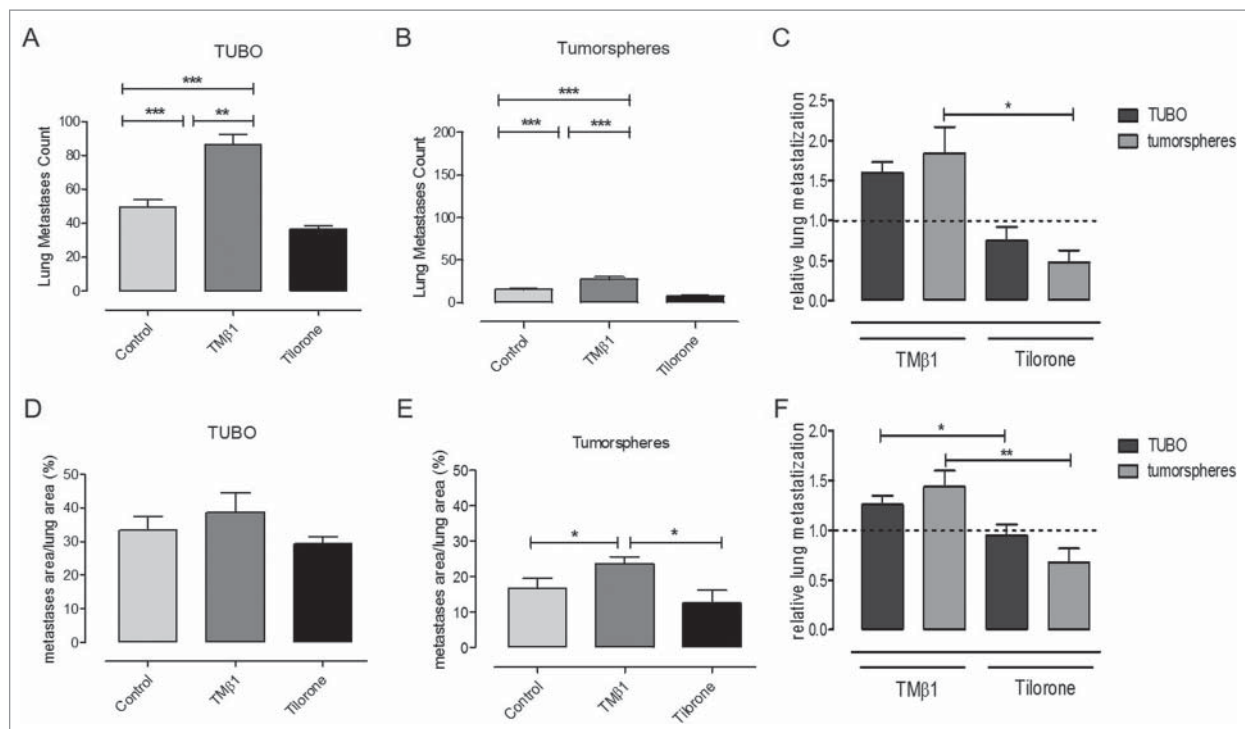 A
TUBO
***
***
**
Lung Metastases Count
100
80
60
40
20
0
Control
TMβ1
Tilorone
B
Tumorspheres
***
***
***
Lung Metastases Count
200
150
100
50
0
Control
TMβ1
Tilorone
C
*
relative lung metastatization
2.5
2.0
1.5
1.0
0.5
0.0
TUBO
tumorspheres
TMβ1
Tilorone
D
TUBO
metastases area/lung area (%)
50
40
30
20
10
0
Control
TMβ1
Tilorone
E
Tumorspheres
*
*
metastases area/lung area (%)
50
40
30
20
10
0
Control
TMβ1
Tilorone
F
*
**
relative lung metastatization
2.0
1.5
1.0
0.5
0.0
TUBO
tumorspheres
TMβ1
Tilorone